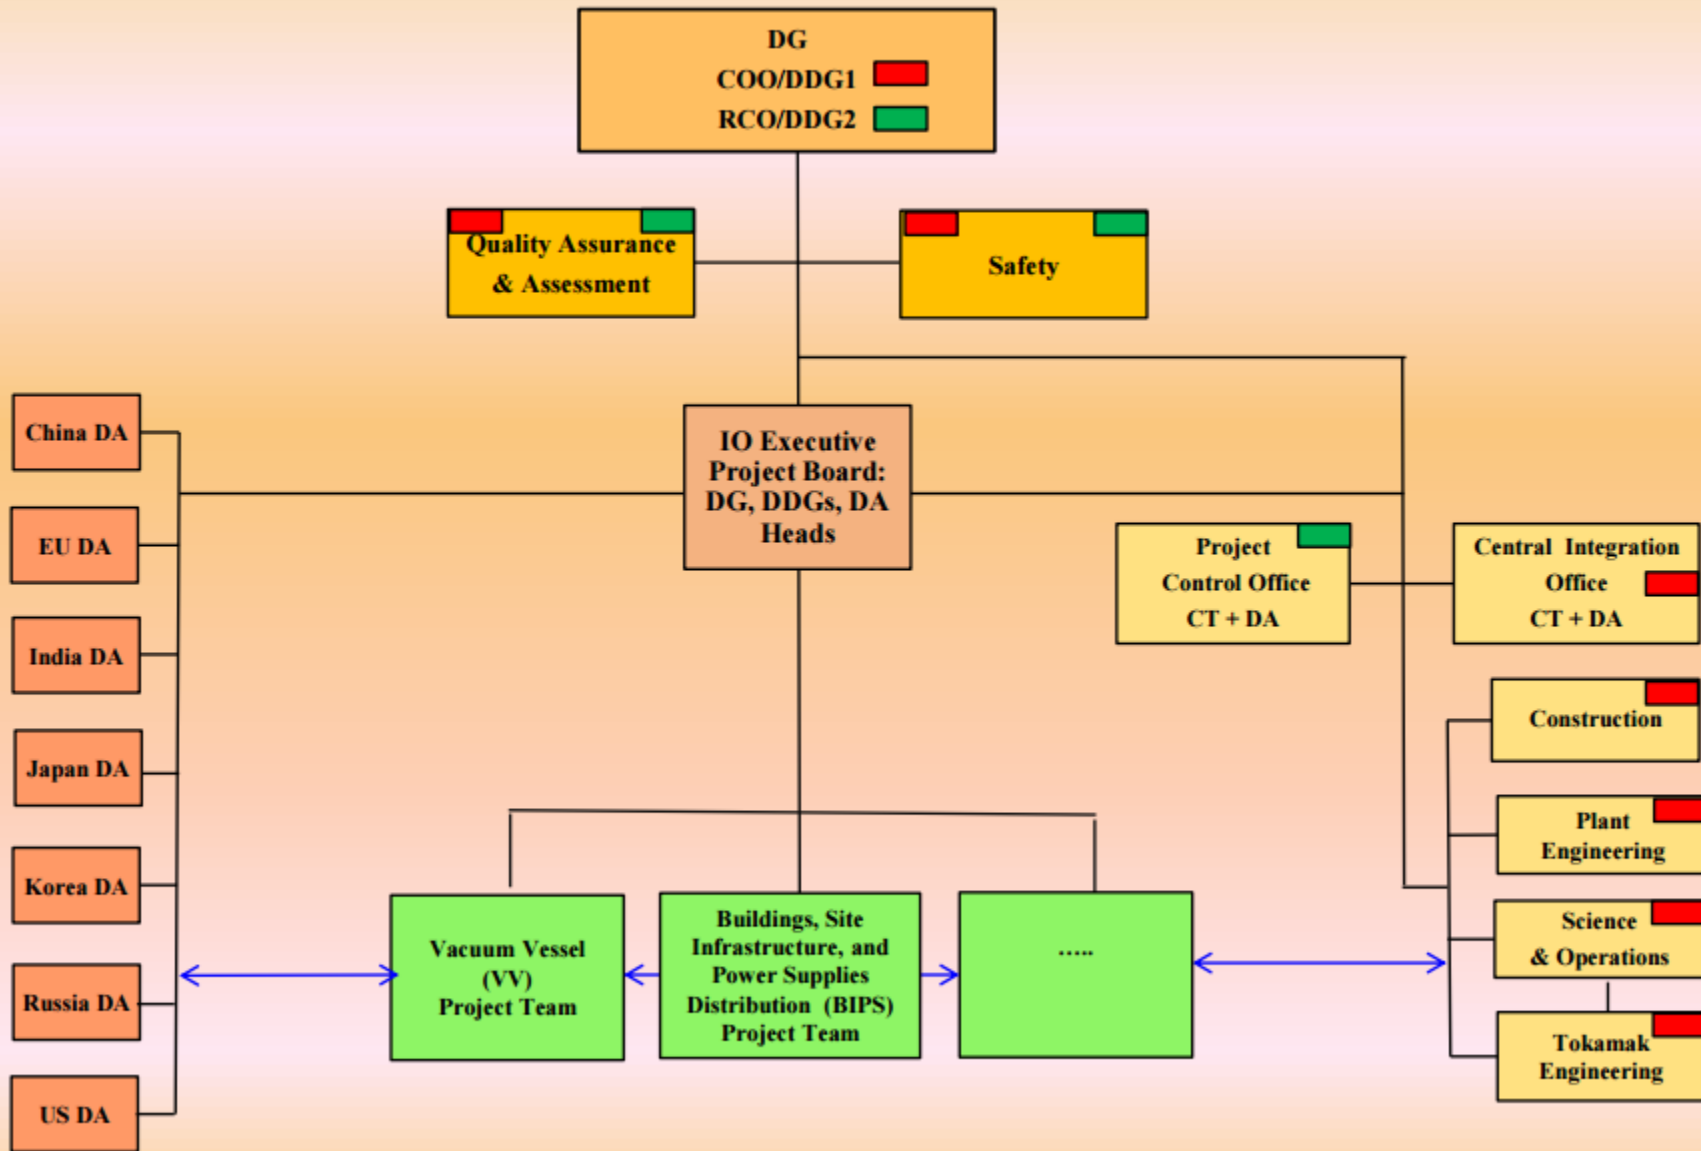 DG
COO/DDG1
RCO/DDG2
Quality Assurance
& Assessment
Safety
IO Executive
Project Board:
DG, DDGs, DA
Heads
China DA
EU DA
India DA
Japan DA
Korea DA
Russia DA
US DA
Project
Control Office
CT + DA
Central Integration
Office
CT + DA
Construction
Plant
Engineering
Science
& Operations
Tokamak
Engineering
Vacuum Vessel
(VV)
Project Team
Buildings, Site
Infrastructure, and
Power Supplies
Distribution (BIPS)
Project Team
.....